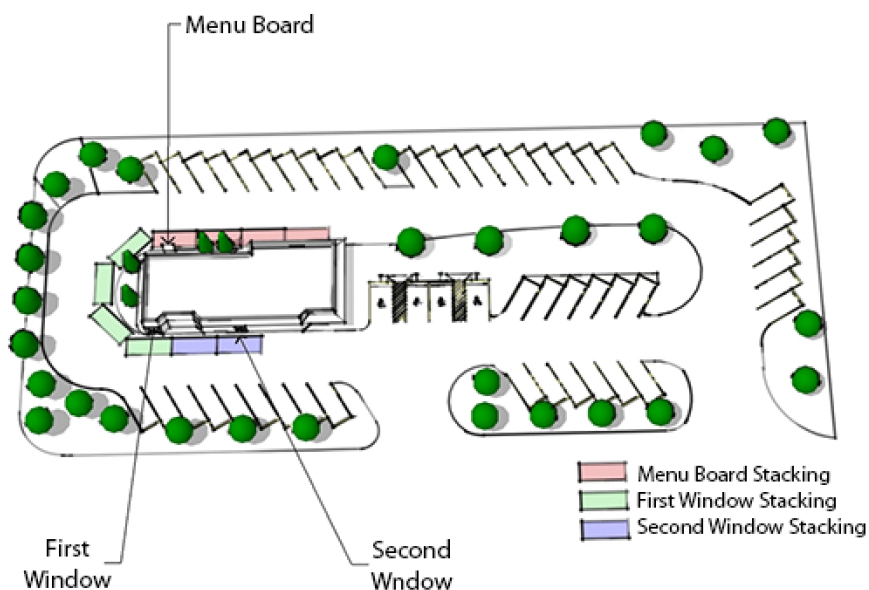 Menu Board
Menu Board Stacking
First Window Stacking
Second Window Stacking
First
Window
Second
Wndow